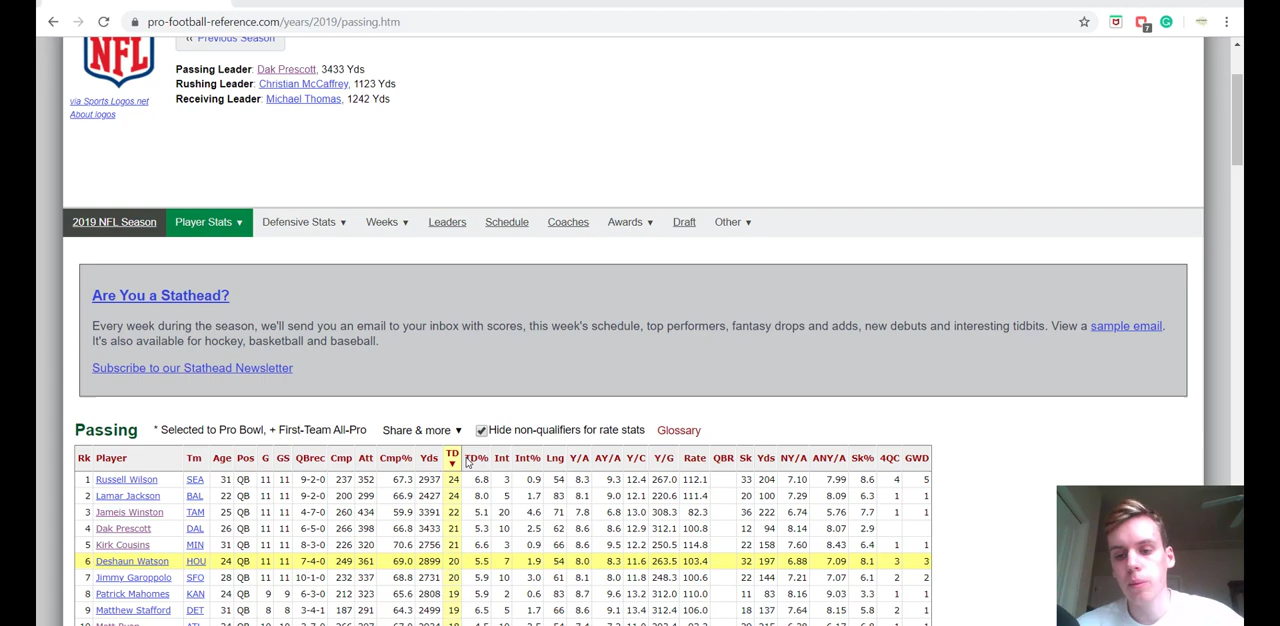 pro-football-reference.com/years/2019/passing.htm
7
NFL
‹‹ Previous Season
via Sports Logos.net
About logos
Passing Leader: Dak Prescott, 3433 Yds
Rushing Leader: Christian McCaffrey, 1123 Yds
Receiving Leader: Michael Thomas, 1242 Yds
2019 NFL Season Player Stats ▼ Defensive Stats ▼ Weeks ▼ Leaders Schedule Coaches Awards ▼ Draft Other ▼
Are You a Stathead?
Every week during the season, we'll send you an email to your inbox with scores, this week's schedule, top performers, fantasy drops and adds, new debuts and interesting tidbits. View a sample email.
It's also available for hockey, basketball and baseball.
Subscribe to our Stathead Newsletter
Passing * Selected to Pro Bowl, + First-Team All-Pro Share & more ▼ Hide non-qualifiers for rate stats Glossary
Rk Player Tm Age Pos G GS QBrec Cmp Att Cmp% Yds TD ▼ TD% Int Int% Lng Y/A AY/A Y/C Y/G Rate QBR Sk Yds NY/A ANY/A Sk% 4QC GWD
1 Russell Wilson SEA 31 QB 11 11 9-2-0 237 352 67.3 2937 24 6.8 3 0.9 54 8.3 9.3 12.4 267.0 112.1 33 204 7.10 7.99 8.6 4 5
2 Lamar Jackson BAL 22 QB 11 11 9-2-0 200 299 66.9 2427 24 8.0 5 1.7 83 8.1 9.0 12.1 220.6 111.4 20 100 7.29 8.09 6.3 1 1
3 Jameis Winston TAM 25 QB 11 11 4-7-0 260 434 59.9 3391 22 5.1 20 4.6 71 7.8 6.8 13.0 308.3 82.3 36 222 6.74 5.76 7.7 1 1
4 Dak Prescott DAL 26 QB 11 11 6-5-0 266 398 66.8 3433 21 5.3 10 2.5 62 8.6 8.6 12.9 312.1 100.8 12 94 8.14 8.07 2.9
5 Kirk Cousins MIN 31 QB 11 11 8-3-0 226 320 70.6 2756 21 6.6 3 0.9 66 8.6 9.5 12.2 250.5 114.8 22 158 7.60 8.43 6.4 1 1
6 Deshaun Watson HOU 24 QB 11 11 7-4-0 249 361 69.0 2899 20 5.5 7 1.9 54 8.0 8.3 11.6 263.5 103.4 32 197 6.88 7.09 8.1 3 3
7 Jimmy Garoppolo SFO 28 QB 11 11 10-1-0 232 337 68.8 2731 20 5.9 10 3.0 61 8.1 8.0 11.8 248.3 100.6 22 144 7.21 7.07 6.1 2 2
8 Patrick Mahomes KAN 24 QB 9 9 6-3-0 212 323 65.6 2808 19 5.9 2 0.6 83 8.7 9.6 13.2 312.0 110.0 11 83 8.16 9.03 3.3 1 1
9 Matthew Stafford DET 31 QB 8 8 3-4-1 187 291 64.3 2499 19 6.5 5 1.7 66 8.6 9.1 13.4 312.4 106.0 18 137 7.64 8.15 5.8 2 1